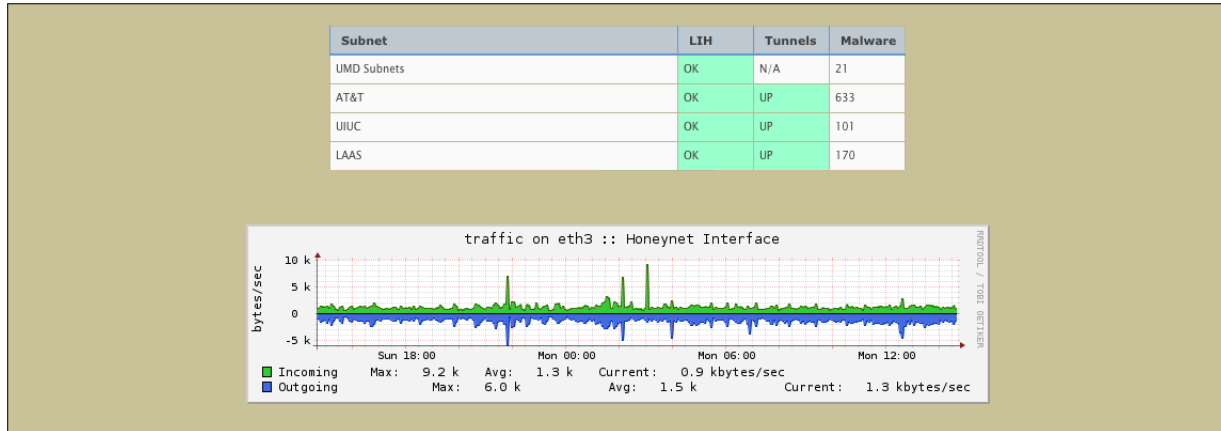 Subnet LIH Tunnels Malware
UMD Subnets OK N/A 21
AT&T OK UP 633
UIUC OK UP 101
LAAS OK UP 170
traffic on eth3 :: Honeynet Interface
RRDTOOL / TOBI OETIKER
bytes/sec
10 k
5 k
0
-5 k
Sun 18:00 Mon 00:00 Mon 06:00 Mon 12:00
Incoming Max: 9.2 k Avg: 1.3 k Current: 0.9 kbytes/sec
Outgoing Max: 6.0 k Avg: 1.5 k Current: 1.3 kbytes/sec